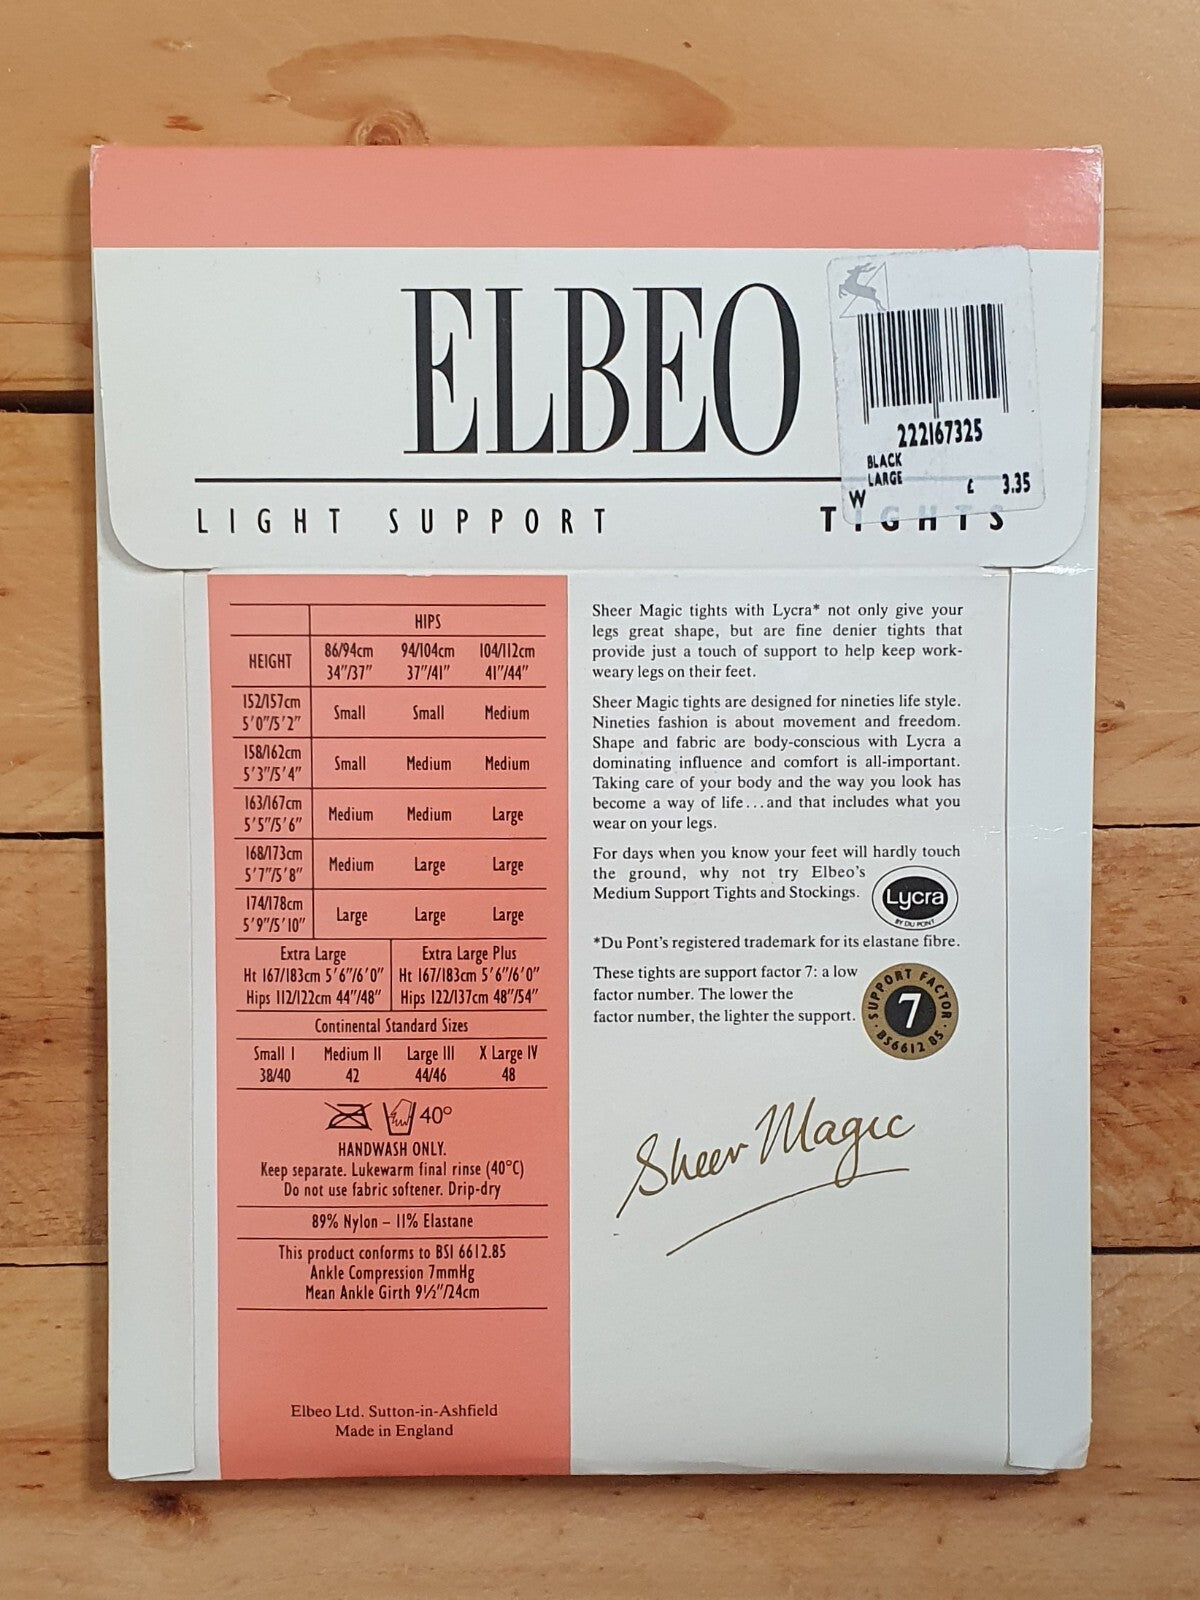 ELBEO
222167325
BLACK
LARGE
W
£ 3.35
LIGHT SUPPORT TIGHTS
HIPS
HEIGHT 86/94cm 94/104cm 104/112cm
34"/37" 37"/41" 41"/44"
152/157cm
5'0"/5'2" Small Small Medium
158/162cm
5'3"/5'4" Small Medium Medium
163/167cm
5'5"/5'6" Medium Medium Large
168/173cm
5'7"/5'8" Medium Large Large
174/178cm
5'9"/5'10" Large Large Large
Extra Large Extra Large Plus
Ht 167/183cm 5'6"/6'0" Ht 167/183cm 5'6"/6'0"
Hips 112/122cm 44"/48" Hips 122/137cm 48"/54"
Continental Standard Sizes
Small I Medium II Large III X Large IV
38/40 42 44/46 48
40°
HANDWASH ONLY.
Keep separate. Lukewarm final rinse (40°C)
Do not use fabric softener. Drip-dry
89% Nylon – 11% Elastane
This product conforms to BSI 6612.85
Ankle Compression 7mmHg
Mean Ankle Girth 9½"/24cm
Elbeo Ltd. Sutton-in-Ashfield
Made in England
Sheer Magic tights with Lycra* not only give your
legs great shape, but are fine denier tights that
provide just a touch of support to help keep work-
weary legs on their feet.
Sheer Magic tights are designed for nineties life style.
Nineties fashion is about movement and freedom.
Shape and fabric are body-conscious with Lycra a
dominating influence and comfort is all-important.
Taking care of your body and the way you look has
become a way of life...and that includes what you
wear on your legs.
For days when you know your feet will hardly touch
the ground, why not try Elbeo's
Medium Support Tights and Stockings.
Lycra
BY DU PONT
*Du Pont's registered trademark for its elastane fibre.
These tights are support factor 7: a low
factor number. The lower the
factor number, the lighter the support.
SUPPORT FACTOR
7
BS6612 85
Sheer Magic